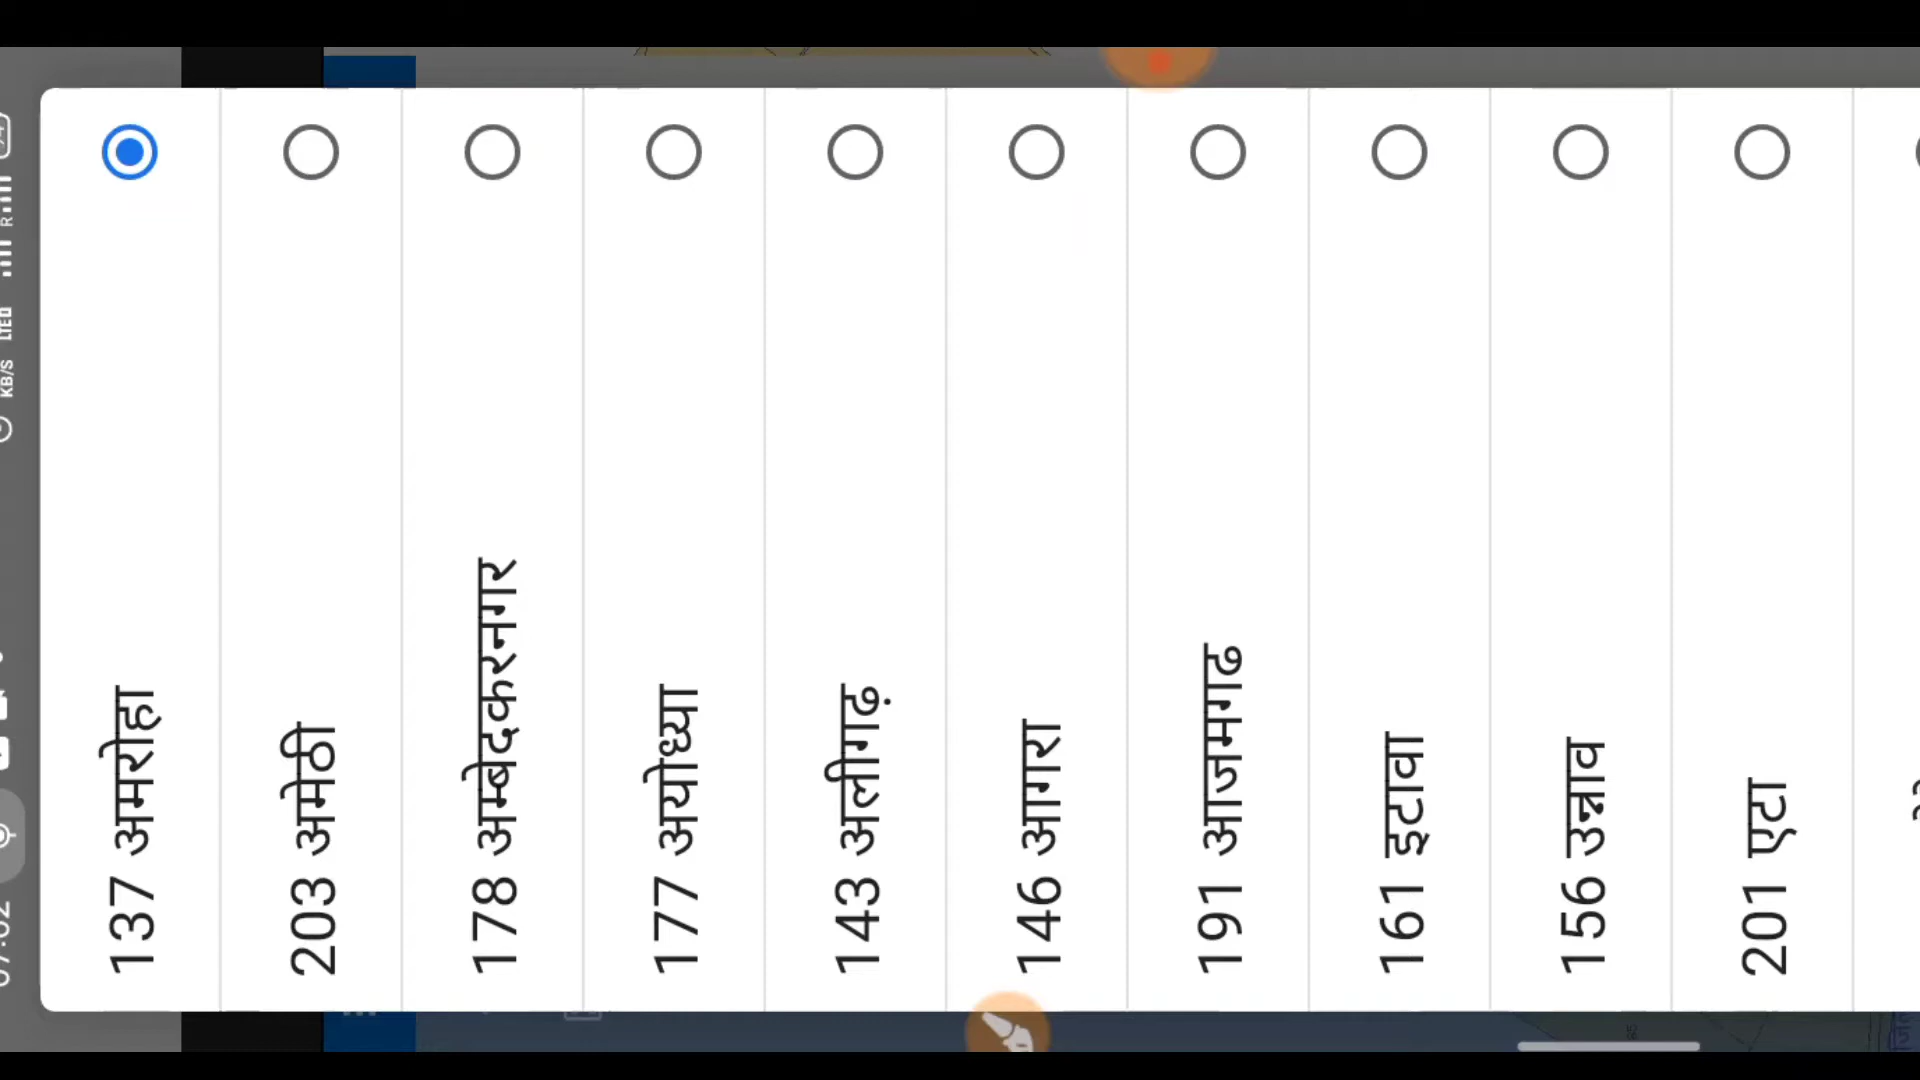 137 अमरोहा
203 अमेठी
178 अम्बेदकरनगर
177 अयोध्या
143 अलीगढ़
146 आगरा
191 आजमगढ
161 इटावा
156 उन्नाव
201 एटा
KB/S
R